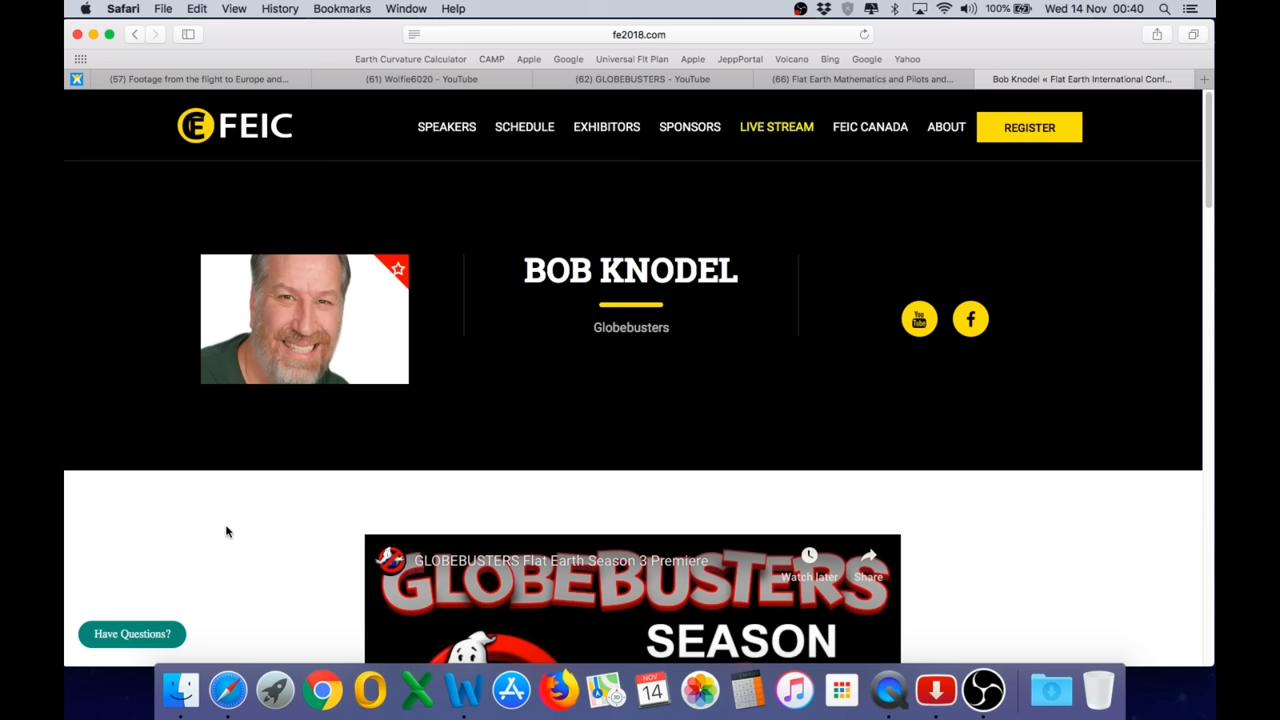 Safari File Edit View History Bookmarks Window Help 100% Wed 14 Nov 00:40
fe2018.com
Earth Curvature Calculator CAMP Apple Google Universal Flt Plan Apple JeppPortal Volcano Bing Google Yahoo
(57) Footage from the flight to Europe and... (61) Wolfie6020 - YouTube (62) GLOBEBUSTERS - YouTube (66) Flat Earth Mathematics and Pilots and... Bob Knodel « Flat Earth International Conf...
FEIC SPEAKERS SCHEDULE EXHIBITORS SPONSORS LIVE STREAM FEIC CANADA ABOUT REGISTER
BOB KNODEL
Globebusters
You Tube f
GLOBEBUSTERS Flat Earth Season 3 Premiere
Watch later Share
GLOBEBUSTERS
SEASON
Have Questions?
NOV
14